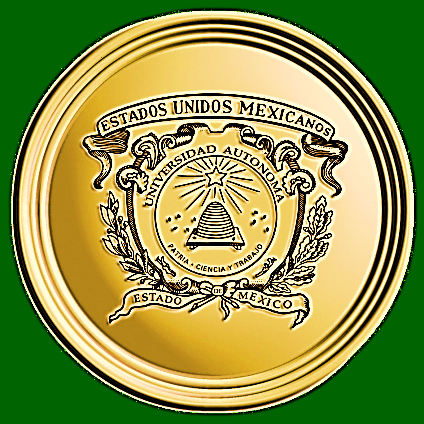 ESTADOS UNIDOS MEXICANOS
UNIVERSIDAD AUTONOMA
PATRIA - CIENCIA Y TRABAJO
ESTADO DE MEXICO